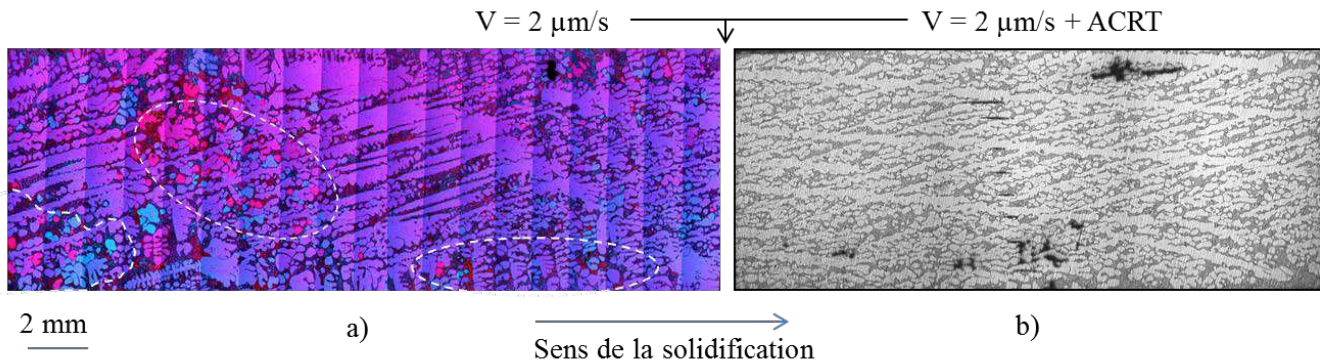 V = 2 µm/s
V = 2 µm/s + ACRT
2 mm
a)
Sens de la solidification
b)